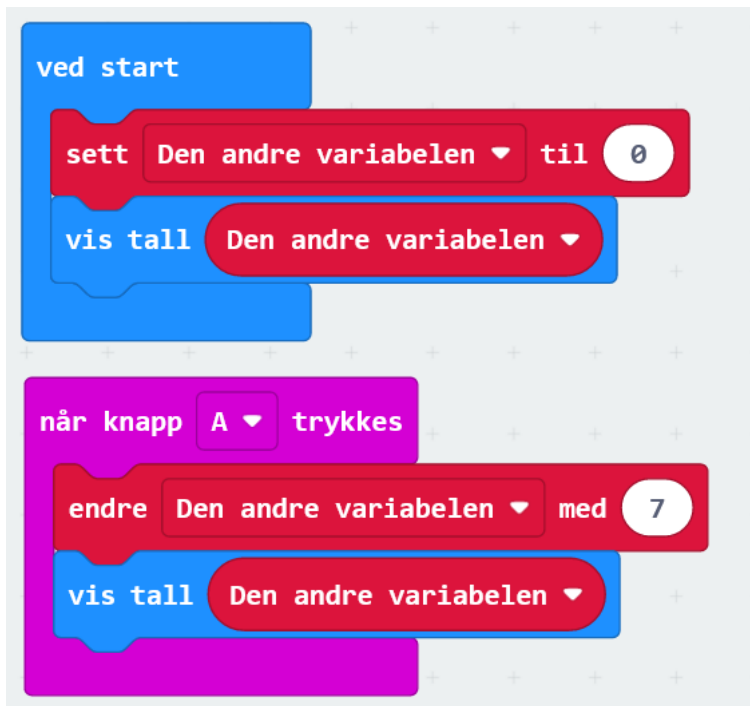 ved start
sett Den andre variabelen til 0
vis tall Den andre variabelen
når knapp A trykkes
endre Den andre variabelen med 7
vis tall Den andre variabelen